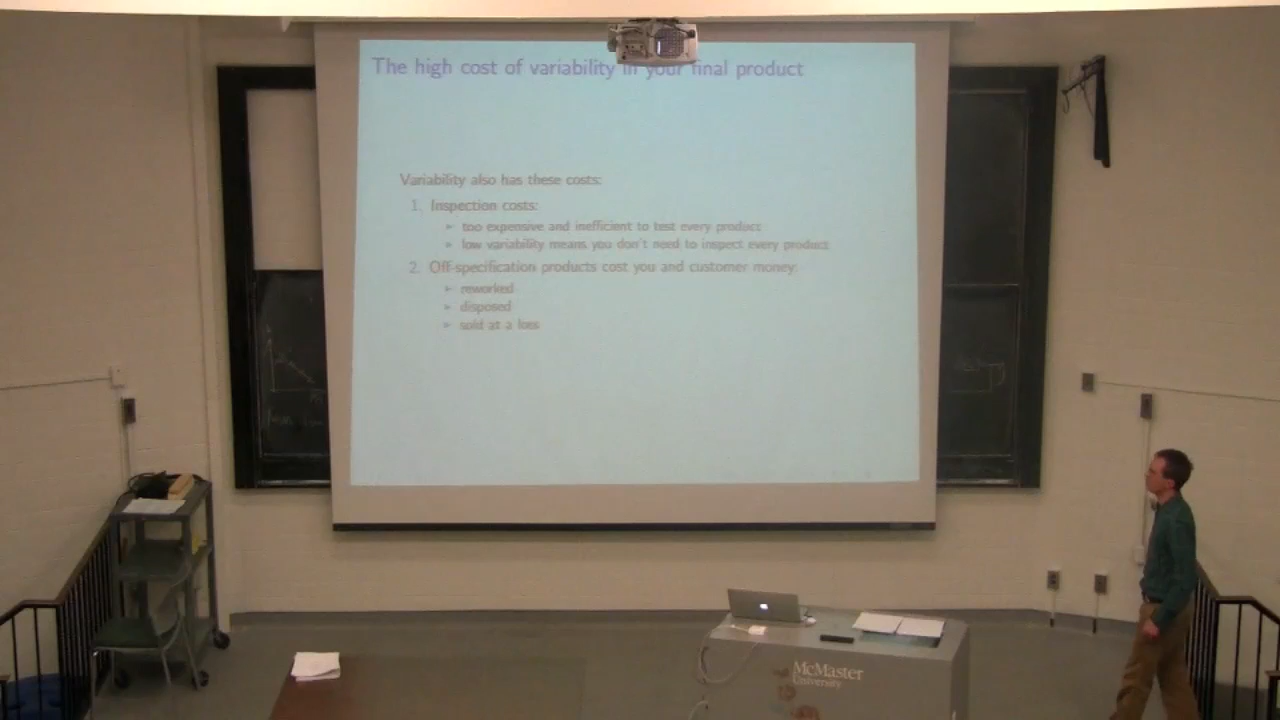 The high cost of variability in your final product
Variability also has these costs:
1. Inspection costs:
➤ too expensive and inefficient to test every product
➤ low variability means you don't need to inspect every product
2. Off-specification products cost you and customer money:
➤ reworked
➤ disposed
➤ sold at a loss
McMaster
University